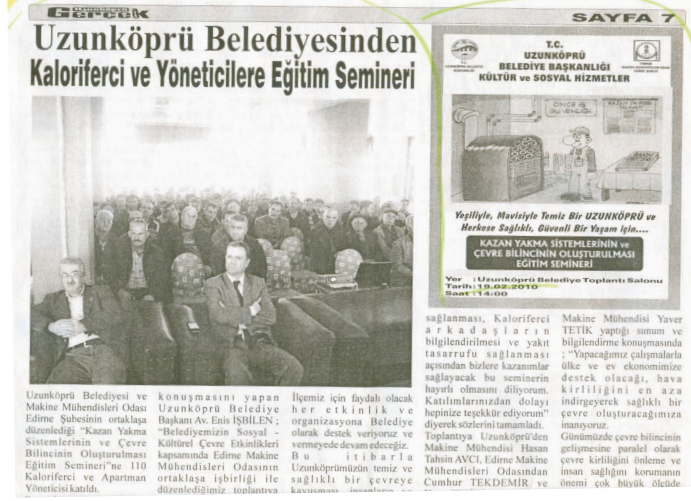 Uzunköprü
Gerçek
SAYFA 7
Uzunköprü Belediyesinden
Kaloriferci ve Yöneticilere Eğitim Semineri
T.C.
UZUNKÖPRÜ
BELEDİYE BAŞKANLIĞI
KÜLTÜR ve SOSYAL HİZMETLER
ÖNCE İŞ
GÜVENLİĞİ
Yeşiliyle, Mavisiyle Temiz Bir UZUNKÖPRÜ ve
Herkeze Sağlıklı, Güvenli Bir Yaşam için....
KAZAN YAKMA SİSTEMLERİNİN ve
ÇEVRE BİLİNCİNİN OLUŞTURULMASI
EĞİTİM SEMİNERİ
Yer : Uzunköprü Belediye Toplantı Salonu
Tarih: 19.02.2010
Saat : 14:00
Uzunköprü Belediyesi ve
Makine Mühendisleri Odası
Edirne Şubesinin ortaklaşa
düzenlediği "Kazan Yakma
Sistemlerinin ve Çevre
Bilincinin Oluşturulması
Eğitim Semineri"ne 110
Kaloriferci ve Apartman
Yöneticisi katıldı.
konuşmasını yapan
Uzunköprü Belediye
Başkanı Av. Enis İŞBİLEN ;
"Belediyemizin Sosyal -
Kültürel Çevre Etkinlikleri
kapsamında Edirne Makine
Mühendisleri Odasının
ortaklaşa işbirliği ile
düzenlediğimiz toplantıya
İlçemiz için faydalı olacak
her etkinlik ve
organizasyona Belediye
olarak destek veriyoruz ve
vermeyede devam edeceğiz.
Bu itibarla
Uzunköprümüzün temiz ve
sağlıklı bir çevreye
kavuşması, insanların
sağlanması, Kaloriferci
arkadaşların
bilgilendirilmesi ve yakıt
tasarrufu sağlanması
açısından bizlere kazanımlar
sağlayacak bu seminerin
hayırlı olmasını diliyorum.
Katılımlarınızdan dolayı
hepinize teşekkür ediyorum"
diyerek sözlerini tamamladı.
Toplantıya Uzunköprü'den
Makine Mühendisi Hasan
Tahsin AVCI, Edirne Makine
Mühendisleri Odasından
Cumhur TEKDEMİR ve
Makine Mühendisi Yaver
TETİK yaptığı sunum ve
bilgilendirme konuşmasında
; "Yapacağımız çalışmalarla
ülke ve ev ekonomimize
destek olacağı, hava
kirliliğini en aza
indirgeyerek sağlıklı bir
çevre oluşturacağımıza
inanıyoruz.
Günümüzde çevre bilincinin
gelişmesine paralel olarak
çevre kirliliğini önleme ve
insan sağlığını korumanın
önemi çok büyük ölçüde